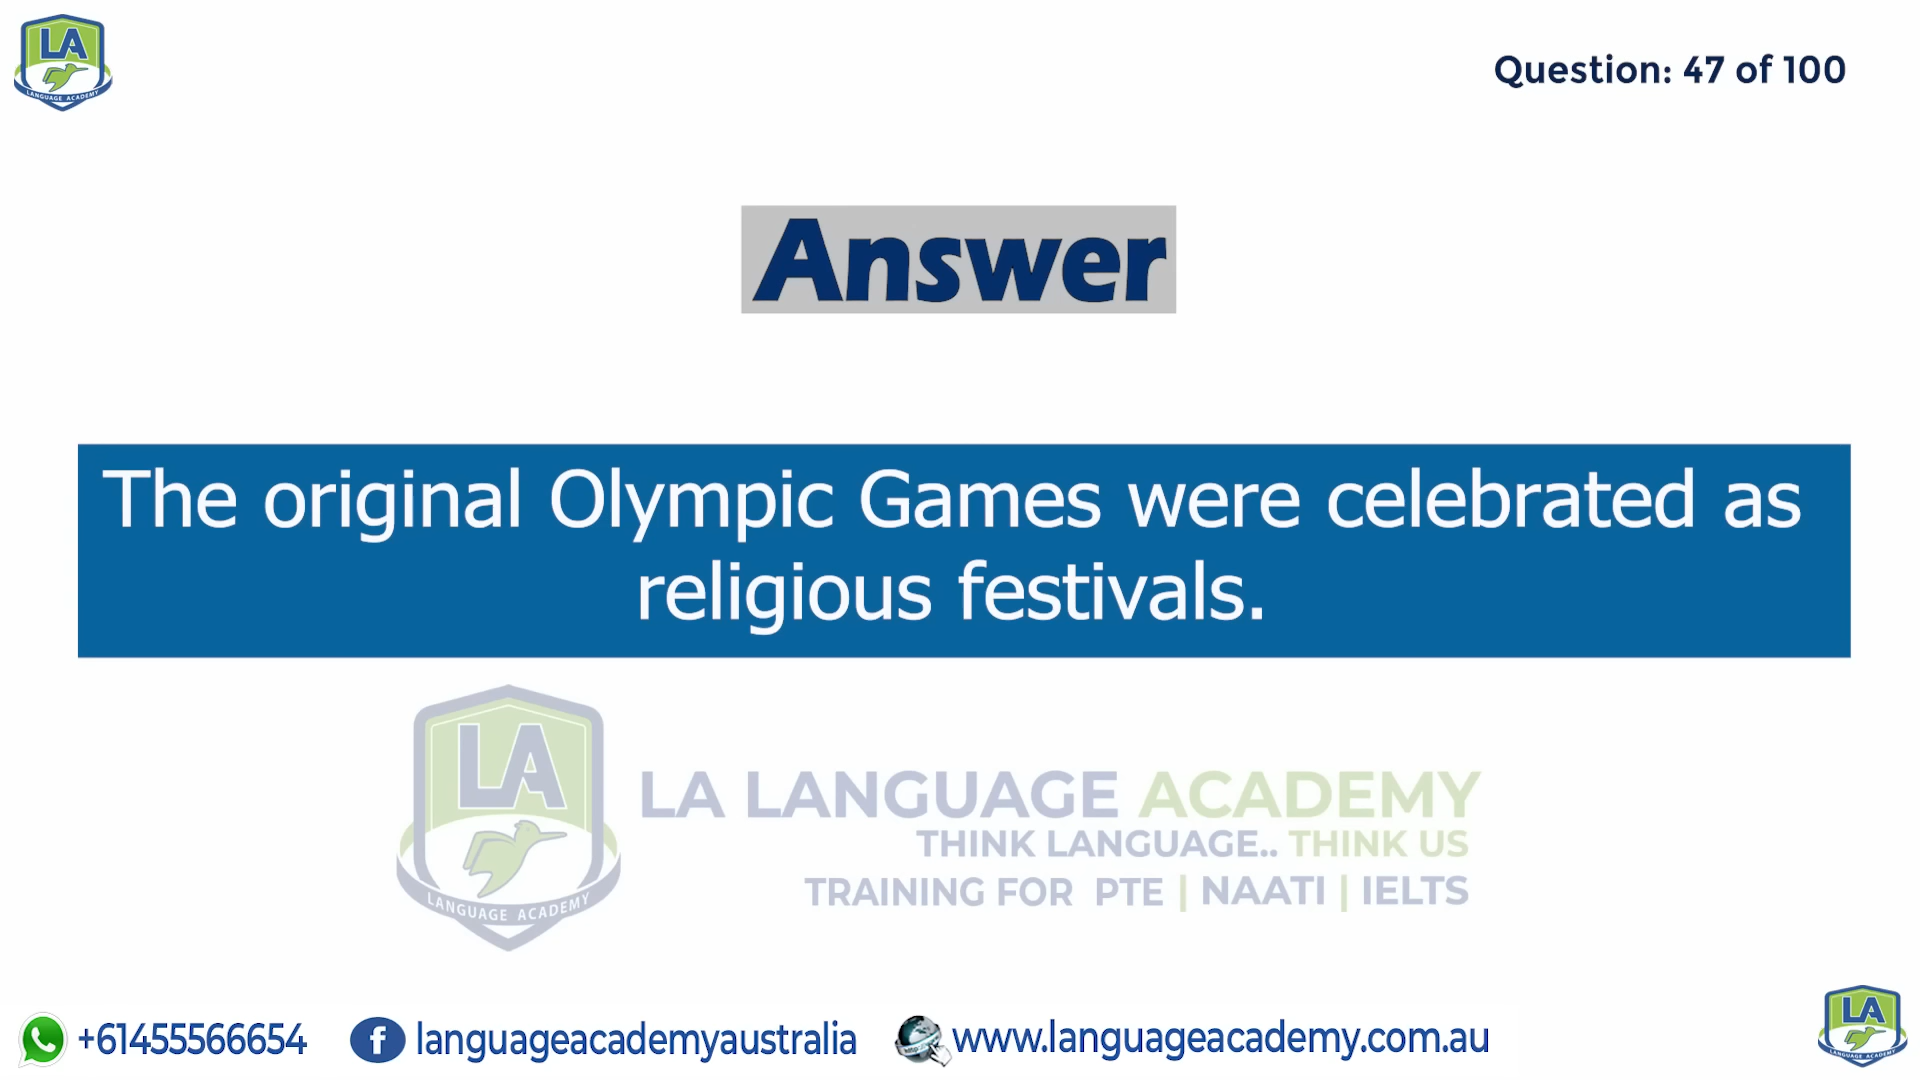 LA
LANGUAGE ACADEMY
Question: 47 of 100
Answer
The original Olympic Games were celebrated as
religious festivals.
LA
LANGUAGE ACADEMY
LA LANGUAGE ACADEMY
THINK LANGUAGE.. THINK US
TRAINING FOR PTE | NAATI | IELTS
+61455566654
languageacademyaustralia
www.languageacademy.com.au
LA
LANGUAGE ACADEMY